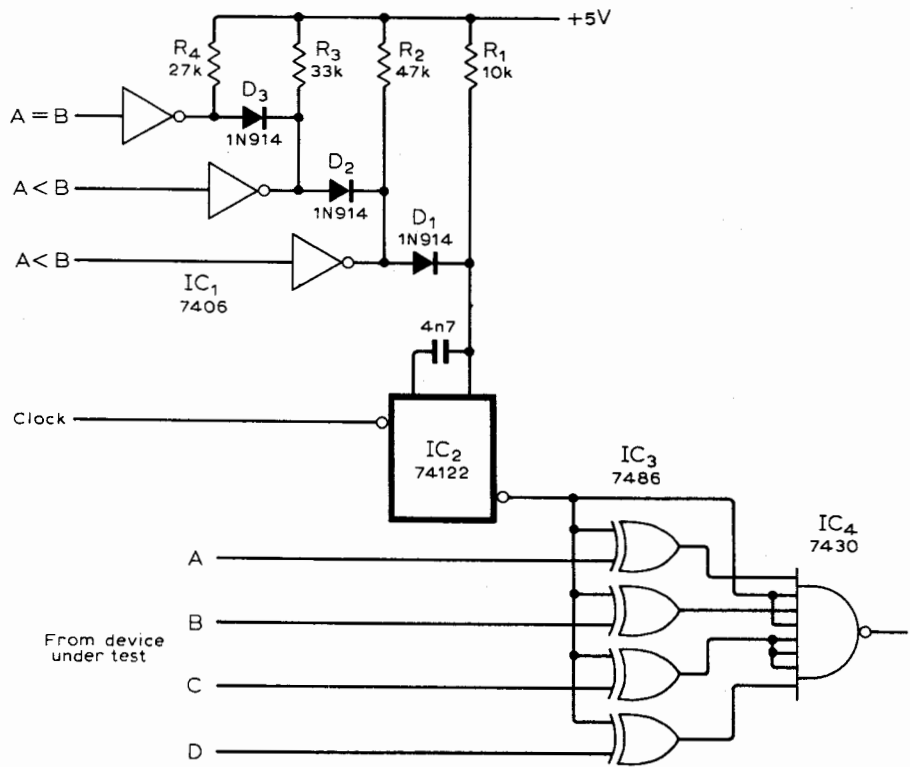 +5V
R4
27k
R3
33k
R2
47k
R1
10k
D3
1N914
A = B
D2
1N914
A < B
D1
1N914
A < B
IC1
7406
4n7
Clock
IC2
74122
IC3
7486
IC4
7430
A
B
From device
under test
C
D